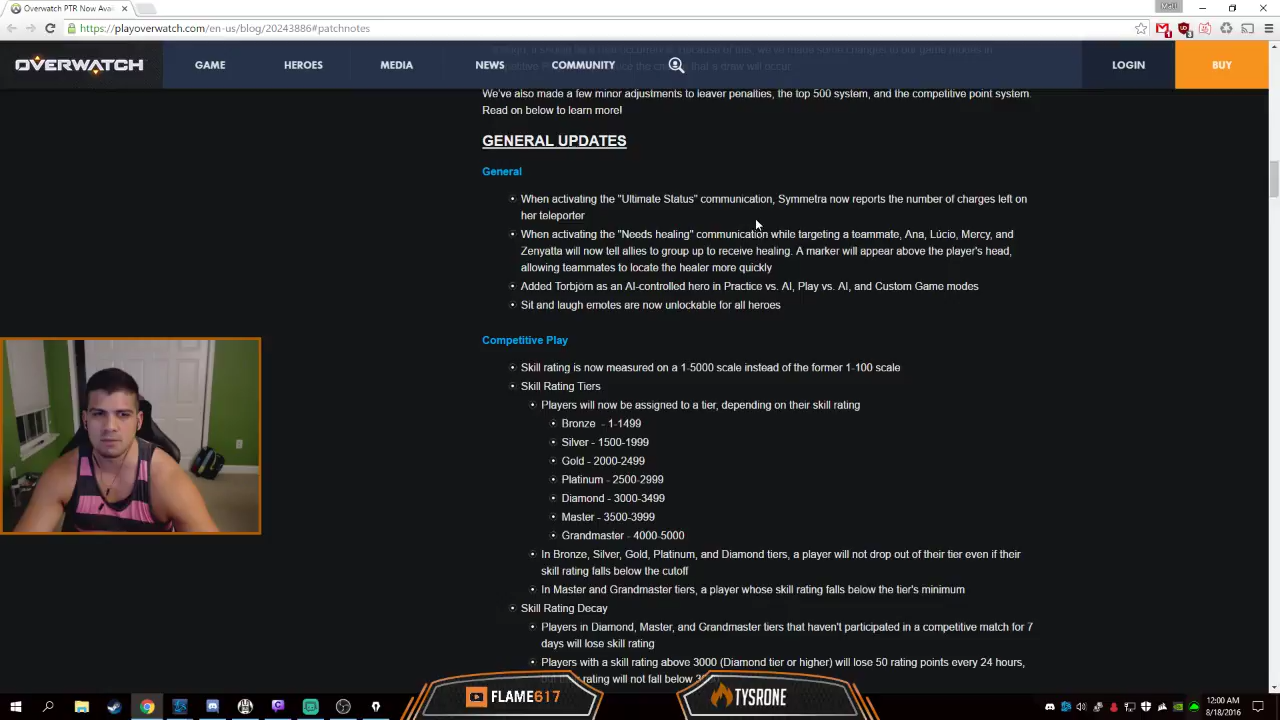 Overwatch PTR Now Avai
Matt
https://playoverwatch.com/en-us/blog/20243886#patchnotes
OVERWATCH
GAME
HEROES
MEDIA
NEWS
COMMUNITY
LOGIN
BUY
We've also made a few minor adjustments to leaver penalties, the top 500 system, and the competitive point system.
Read on below to learn more!
GENERAL UPDATES
General
When activating the "Ultimate Status" communication, Symmetra now reports the number of charges left on
her teleporter
When activating the "Needs healing" communication while targeting a teammate, Ana, Lúcio, Mercy, and
Zenyatta will now tell allies to group up to receive healing. A marker will appear above the player's head,
allowing teammates to locate the healer more quickly
Added Torbjorn as an AI-controlled hero in Practice vs. AI, Play vs. AI, and Custom Game modes
Sit and laugh emotes are now unlockable for all heroes
Competitive Play
Skill rating is now measured on a 1-5000 scale instead of the former 1-100 scale
Skill Rating Tiers
Players will now be assigned to a tier, depending on their skill rating
Bronze - 1-1499
Silver - 1500-1999
Gold - 2000-2499
Platinum - 2500-2999
Diamond - 3000-3499
Master - 3500-3999
Grandmaster - 4000-5000
In Bronze, Silver, Gold, Platinum, and Diamond tiers, a player will not drop out of their tier even if their
skill rating falls below the cutoff
In Master and Grandmaster tiers, a player whose skill rating falls below the tier's minimum
Skill Rating Decay
Players in Diamond, Master, and Grandmaster tiers that haven't participated in a competitive match for 7
days will lose skill rating
Players with a skill rating above 3000 (Diamond tier or higher) will lose 50 rating points every 24 hours,
rating will not fall below
FLAME617
TYSRONE
12:00 AM
8/18/2016